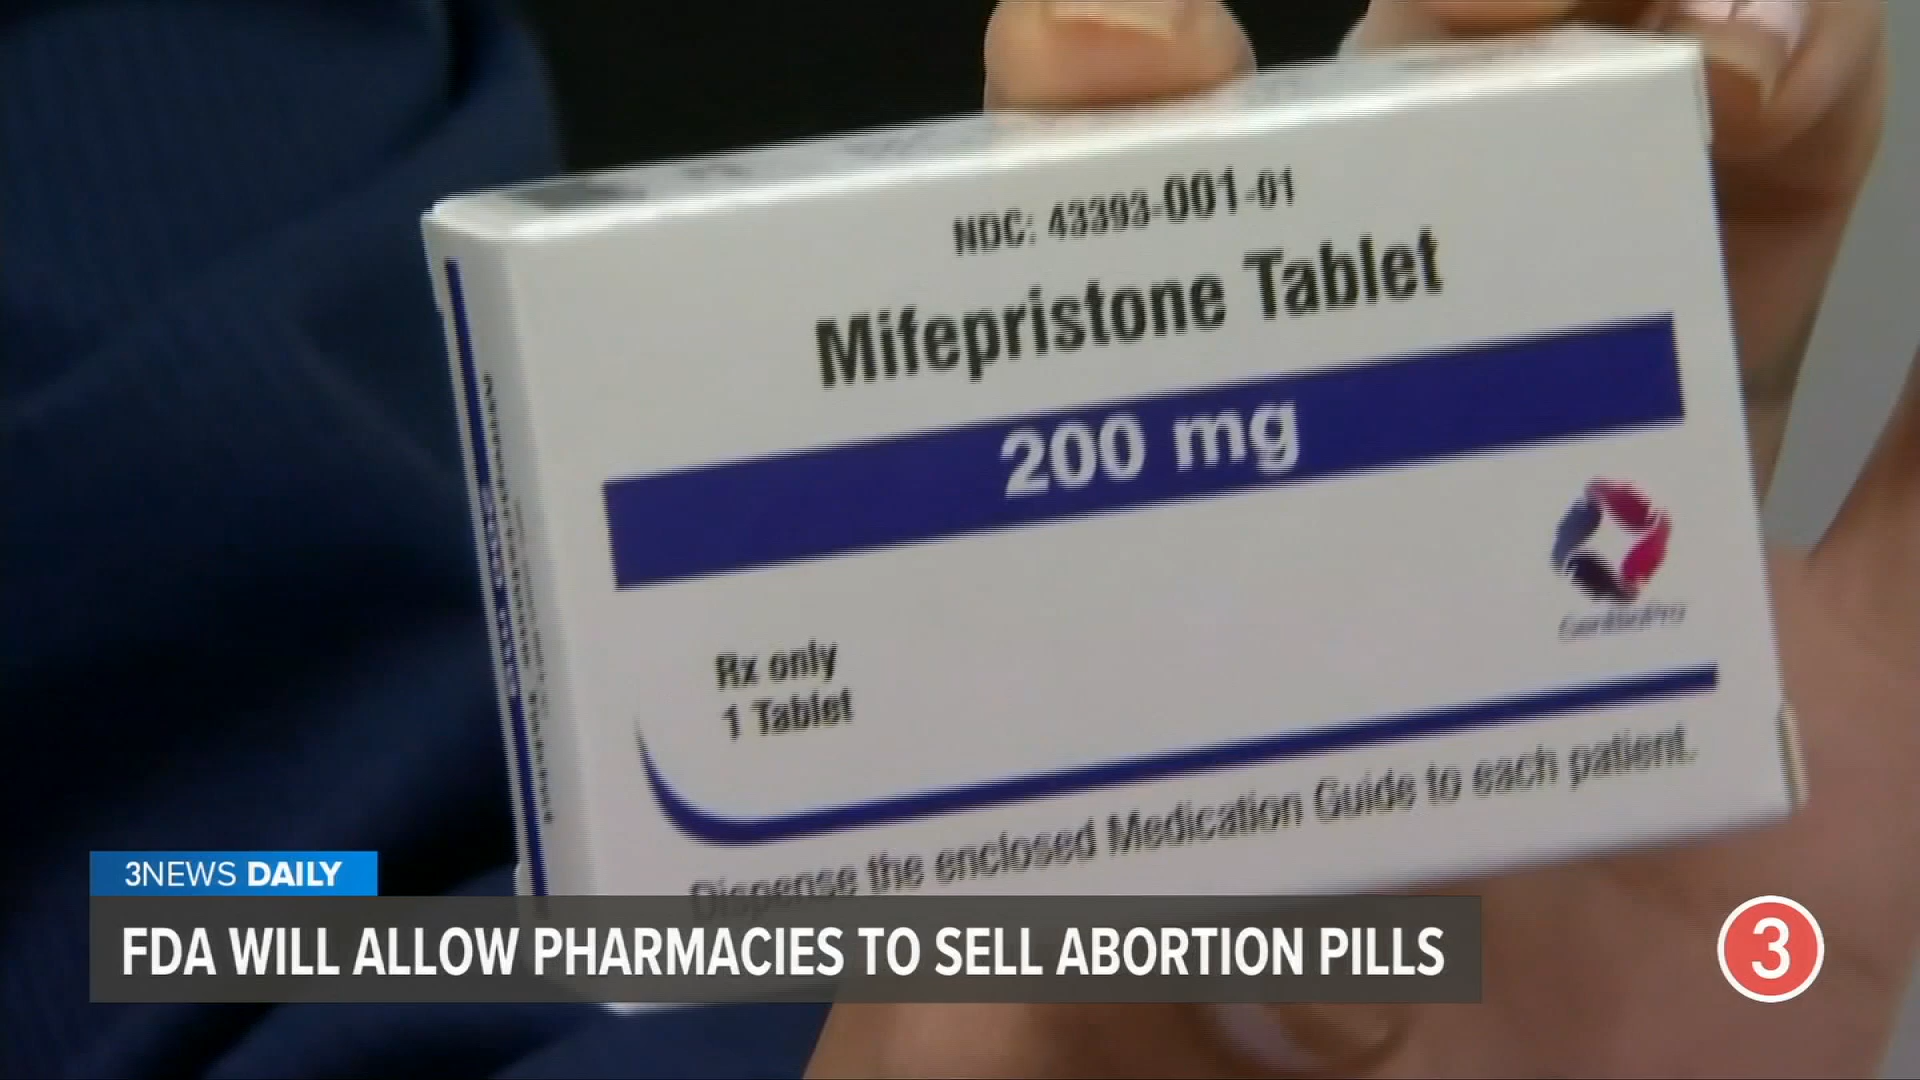 NDC: 43393-001-01
Mifepristone Tablet
200 mg
GenBioPro
Rx only
1 Tablet
Dispense the enclosed Medication Guide to each patient.
3NEWS DAILY
FDA WILL ALLOW PHARMACIES TO SELL ABORTION PILLS
3